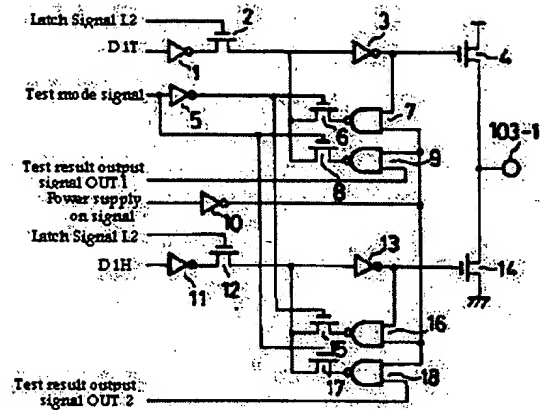 Latch Signal L2
D1T
Test mode signal
Test result output
signal OUT 1
Power supply
on signal
Latch Signal L2
D1H
Test result output
signal OUT 2
1
2
3
4
5
6
7
8
9
10
11
12
13
14
15
16
17
18
103-1